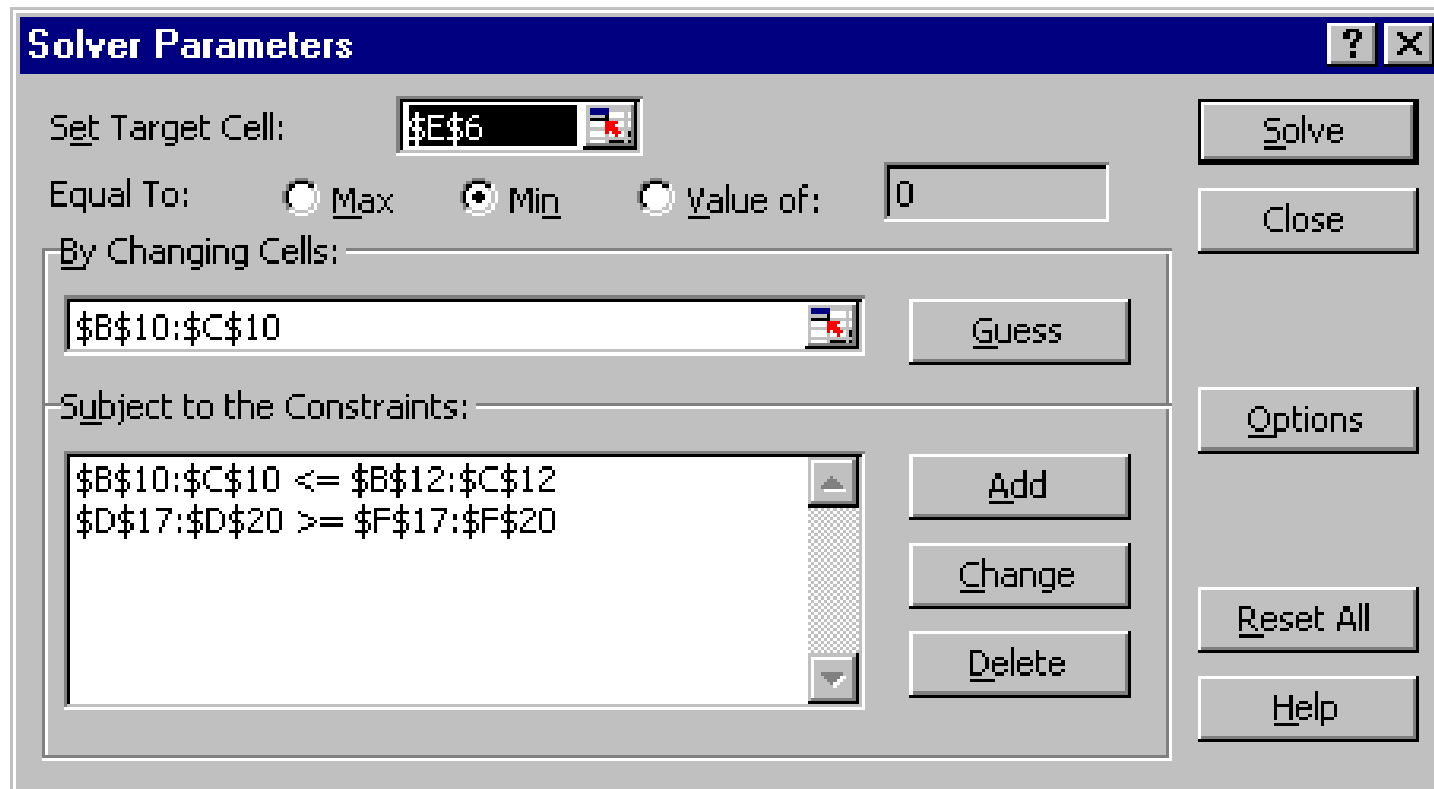 Solver Parameters ? X
Set Target Cell: $E$6 Solve
Equal To: Max Min Value of: 0 Close
By Changing Cells:
$B$10:$C$10 Guess
Subject to the Constraints: Options
$B$10:$C$10 <= $B$12:$C$12 Add
$D$17:$D$20 >= $F$17:$F$20
Change
Reset All
Delete
Help